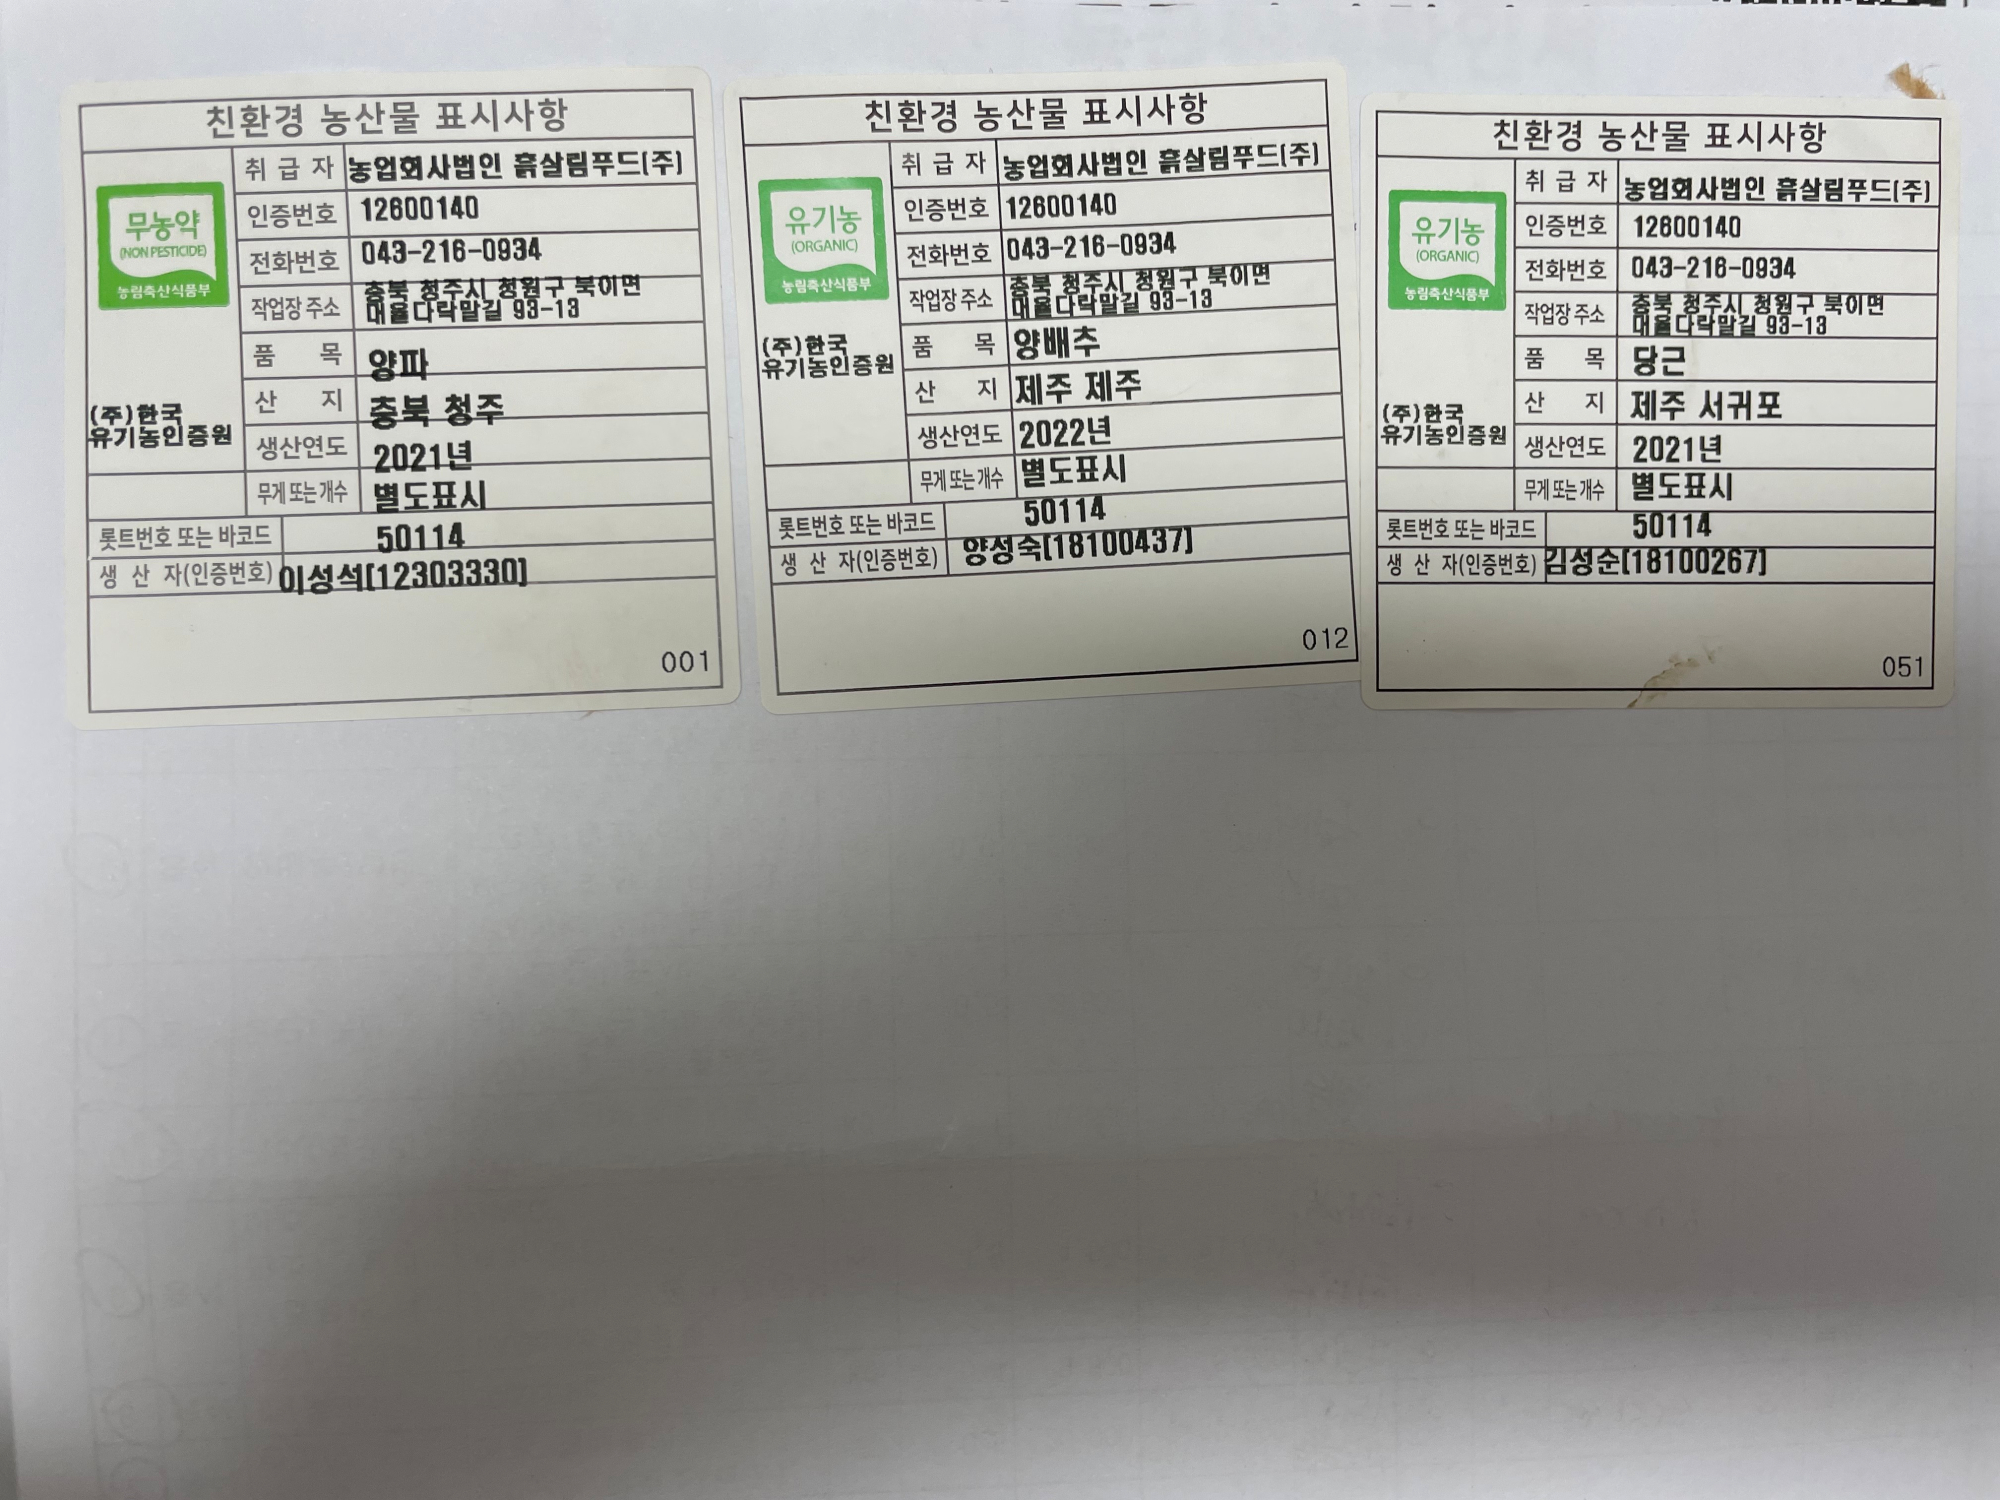 친환경 농산물 표시사항
무농약
(NON PESTICIDE)
농림축산식품부
(주)한국
유기농인증원
취 급 자 농업회사법인 흙살림푸드(주)
인증번호 12600140
전화번호 043-216-0934
작업장 주소 충북 청주시 청원구 북이면
대율다락말길 93-13
품 목 양파
산 지 충북 청주
생산연도 2021년
무게 또는 개수 별도표시
롯트번호 또는 바코드 50114
생 산 자(인증번호) 이성석[12303330]
001
친환경 농산물 표시사항
유기농
(ORGANIC)
농림축산식품부
(주)한국
유기농인증원
취 급 자 농업회사법인 흙살림푸드(주)
인증번호 12600140
전화번호 043-216-0934
작업장 주소 충북 청주시 청원구 북이면
대율다락말길 93-13
품 목 양배추
산 지 제주 제주
생산연도 2022년
무게 또는 개수 별도표시
롯트번호 또는 바코드 50114
생 산 자(인증번호) 양성숙[18100437]
012
친환경 농산물 표시사항
유기농
(ORGANIC)
농림축산식품부
(주)한국
유기농인증원
취 급 자 농업회사법인 흙살림푸드(주)
인증번호 12600140
전화번호 043-216-0934
작업장 주소 충북 청주시 청원구 북이면
대율다락말길 93-13
품 목 당근
산 지 제주 서귀포
생산연도 2021년
무게 또는 개수 별도표시
롯트번호 또는 바코드 50114
생 산 자(인증번호) 김성순[18100267]
051